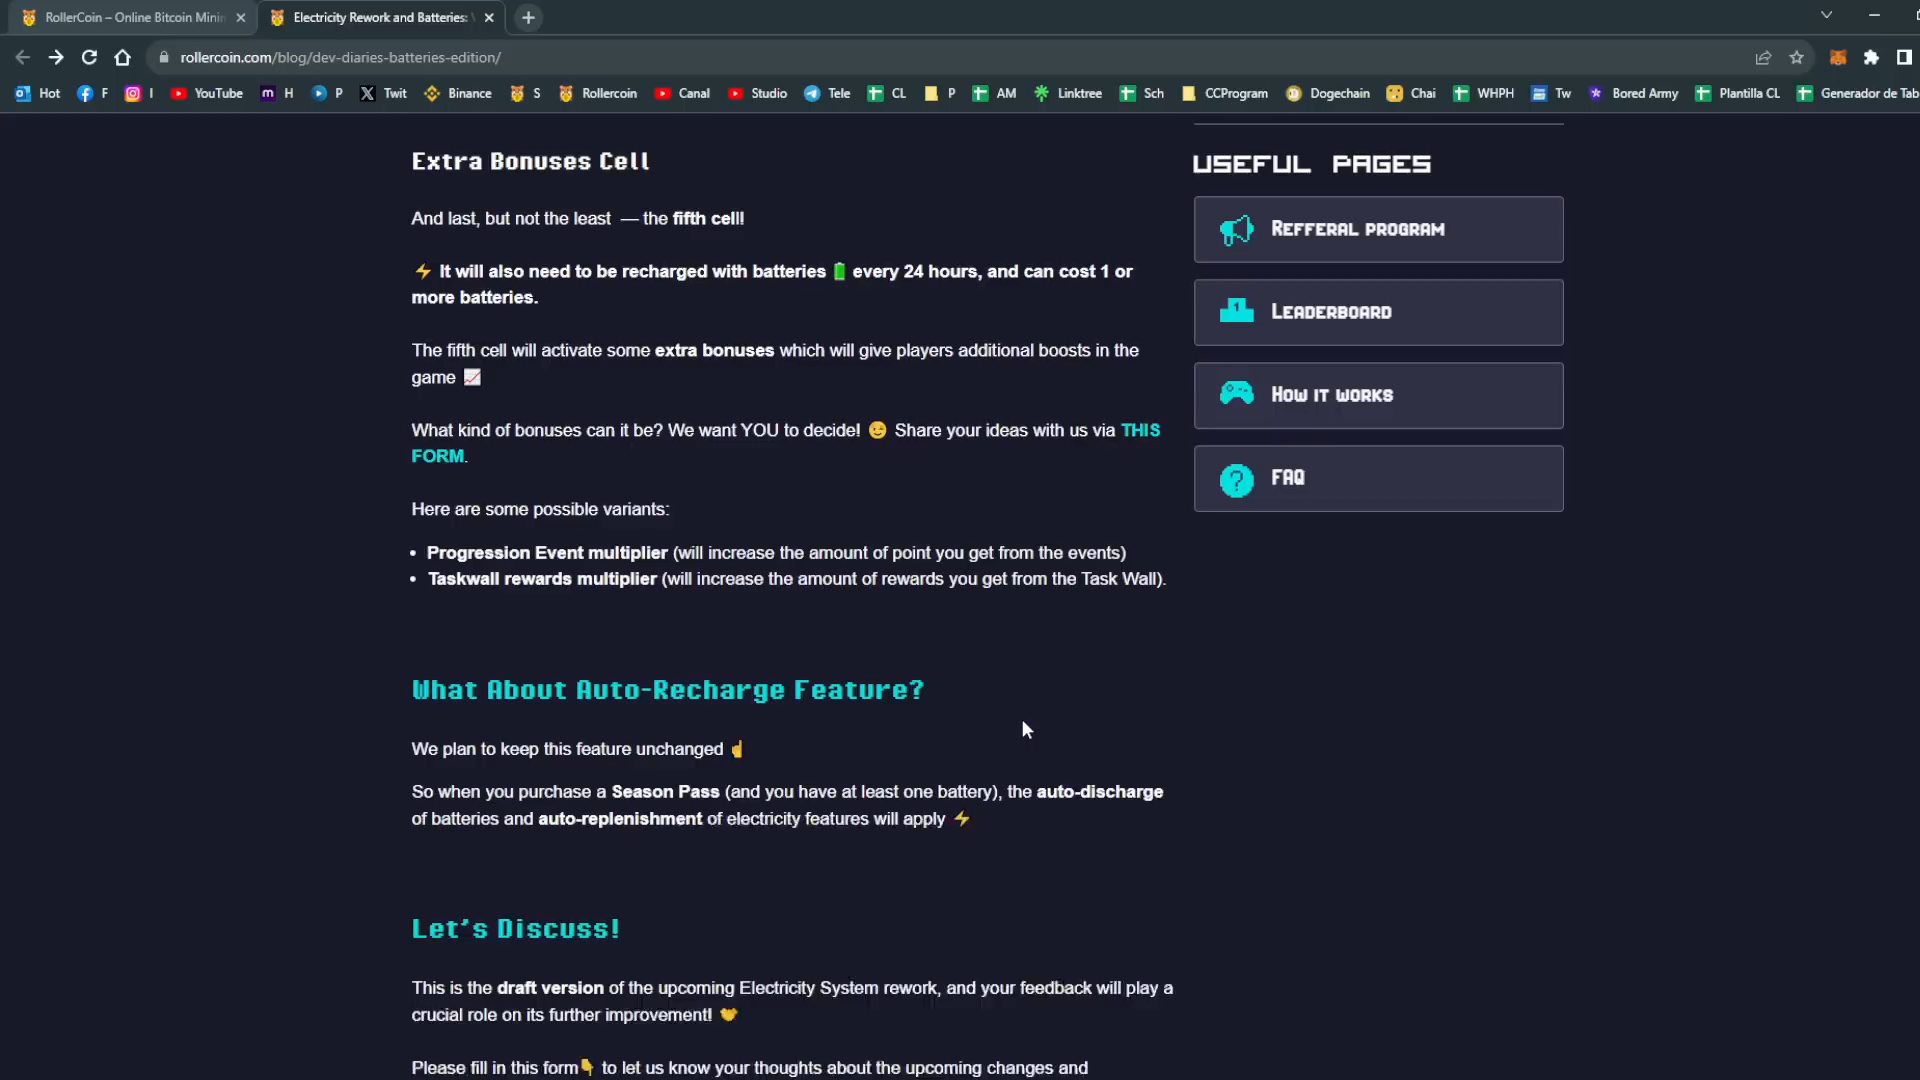 RollerCoin – Online Bitcoin Minin
Electricity Rework and Batteries:
rollercoin.com/blog/dev-diaries-batteries-edition/
Hot F I YouTube H P Twit Binance S Rollercoin Canal Studio Tele CL P AM Linktree Sch CCProgram Dogechain Chai WHPH Tw Bored Army Plantilla CL Generador de Tab
Extra Bonuses Cell
And last, but not the least — the fifth cell!
⚡ It will also need to be recharged with batteries 🔋 every 24 hours, and can cost 1 or
more batteries.
The fifth cell will activate some extra bonuses which will give players additional boosts in the
game 📈
What kind of bonuses can it be? We want YOU to decide! 😉 Share your ideas with us via THIS
FORM.
Here are some possible variants:
• Progression Event multiplier (will increase the amount of point you get from the events)
• Taskwall rewards multiplier (will increase the amount of rewards you get from the Task Wall).
What About Auto-Recharge Feature?
We plan to keep this feature unchanged ☝
So when you purchase a Season Pass (and you have at least one battery), the auto-discharge
of batteries and auto-replenishment of electricity features will apply ⚡
Let's Discuss!
This is the draft version of the upcoming Electricity System rework, and your feedback will play a
crucial role on its further improvement! 🤝
Please fill in this form👇 to let us know your thoughts about the upcoming changes and
USEFUL PAGES
REFFERAL PROGRAM
1 LEADERBOARD
HOW IT WORKS
? FAQ